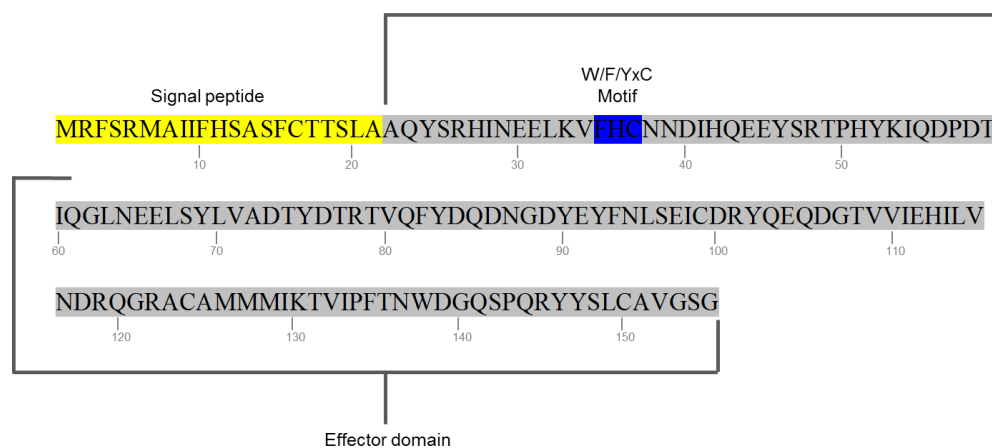 W/F/YxC
Signal peptide Motif
MRFSRMAIIFHSASFCTTSLAAQYSRHINEELKVFHCNNDIHQEEYSRTPHYKIQDPDT
10 20 30 40 50
IQGLNEELSYLVADTYDTRTVQFYDQDNGDYEYFNLSEICDRYQEQDGTVVIEHILV
60 70 80 90 100 110
NDRQGRACAMMMIKTVIPFTNWDGQSPQRYYSLCAVGSG
120 130 140 150
Effector domain